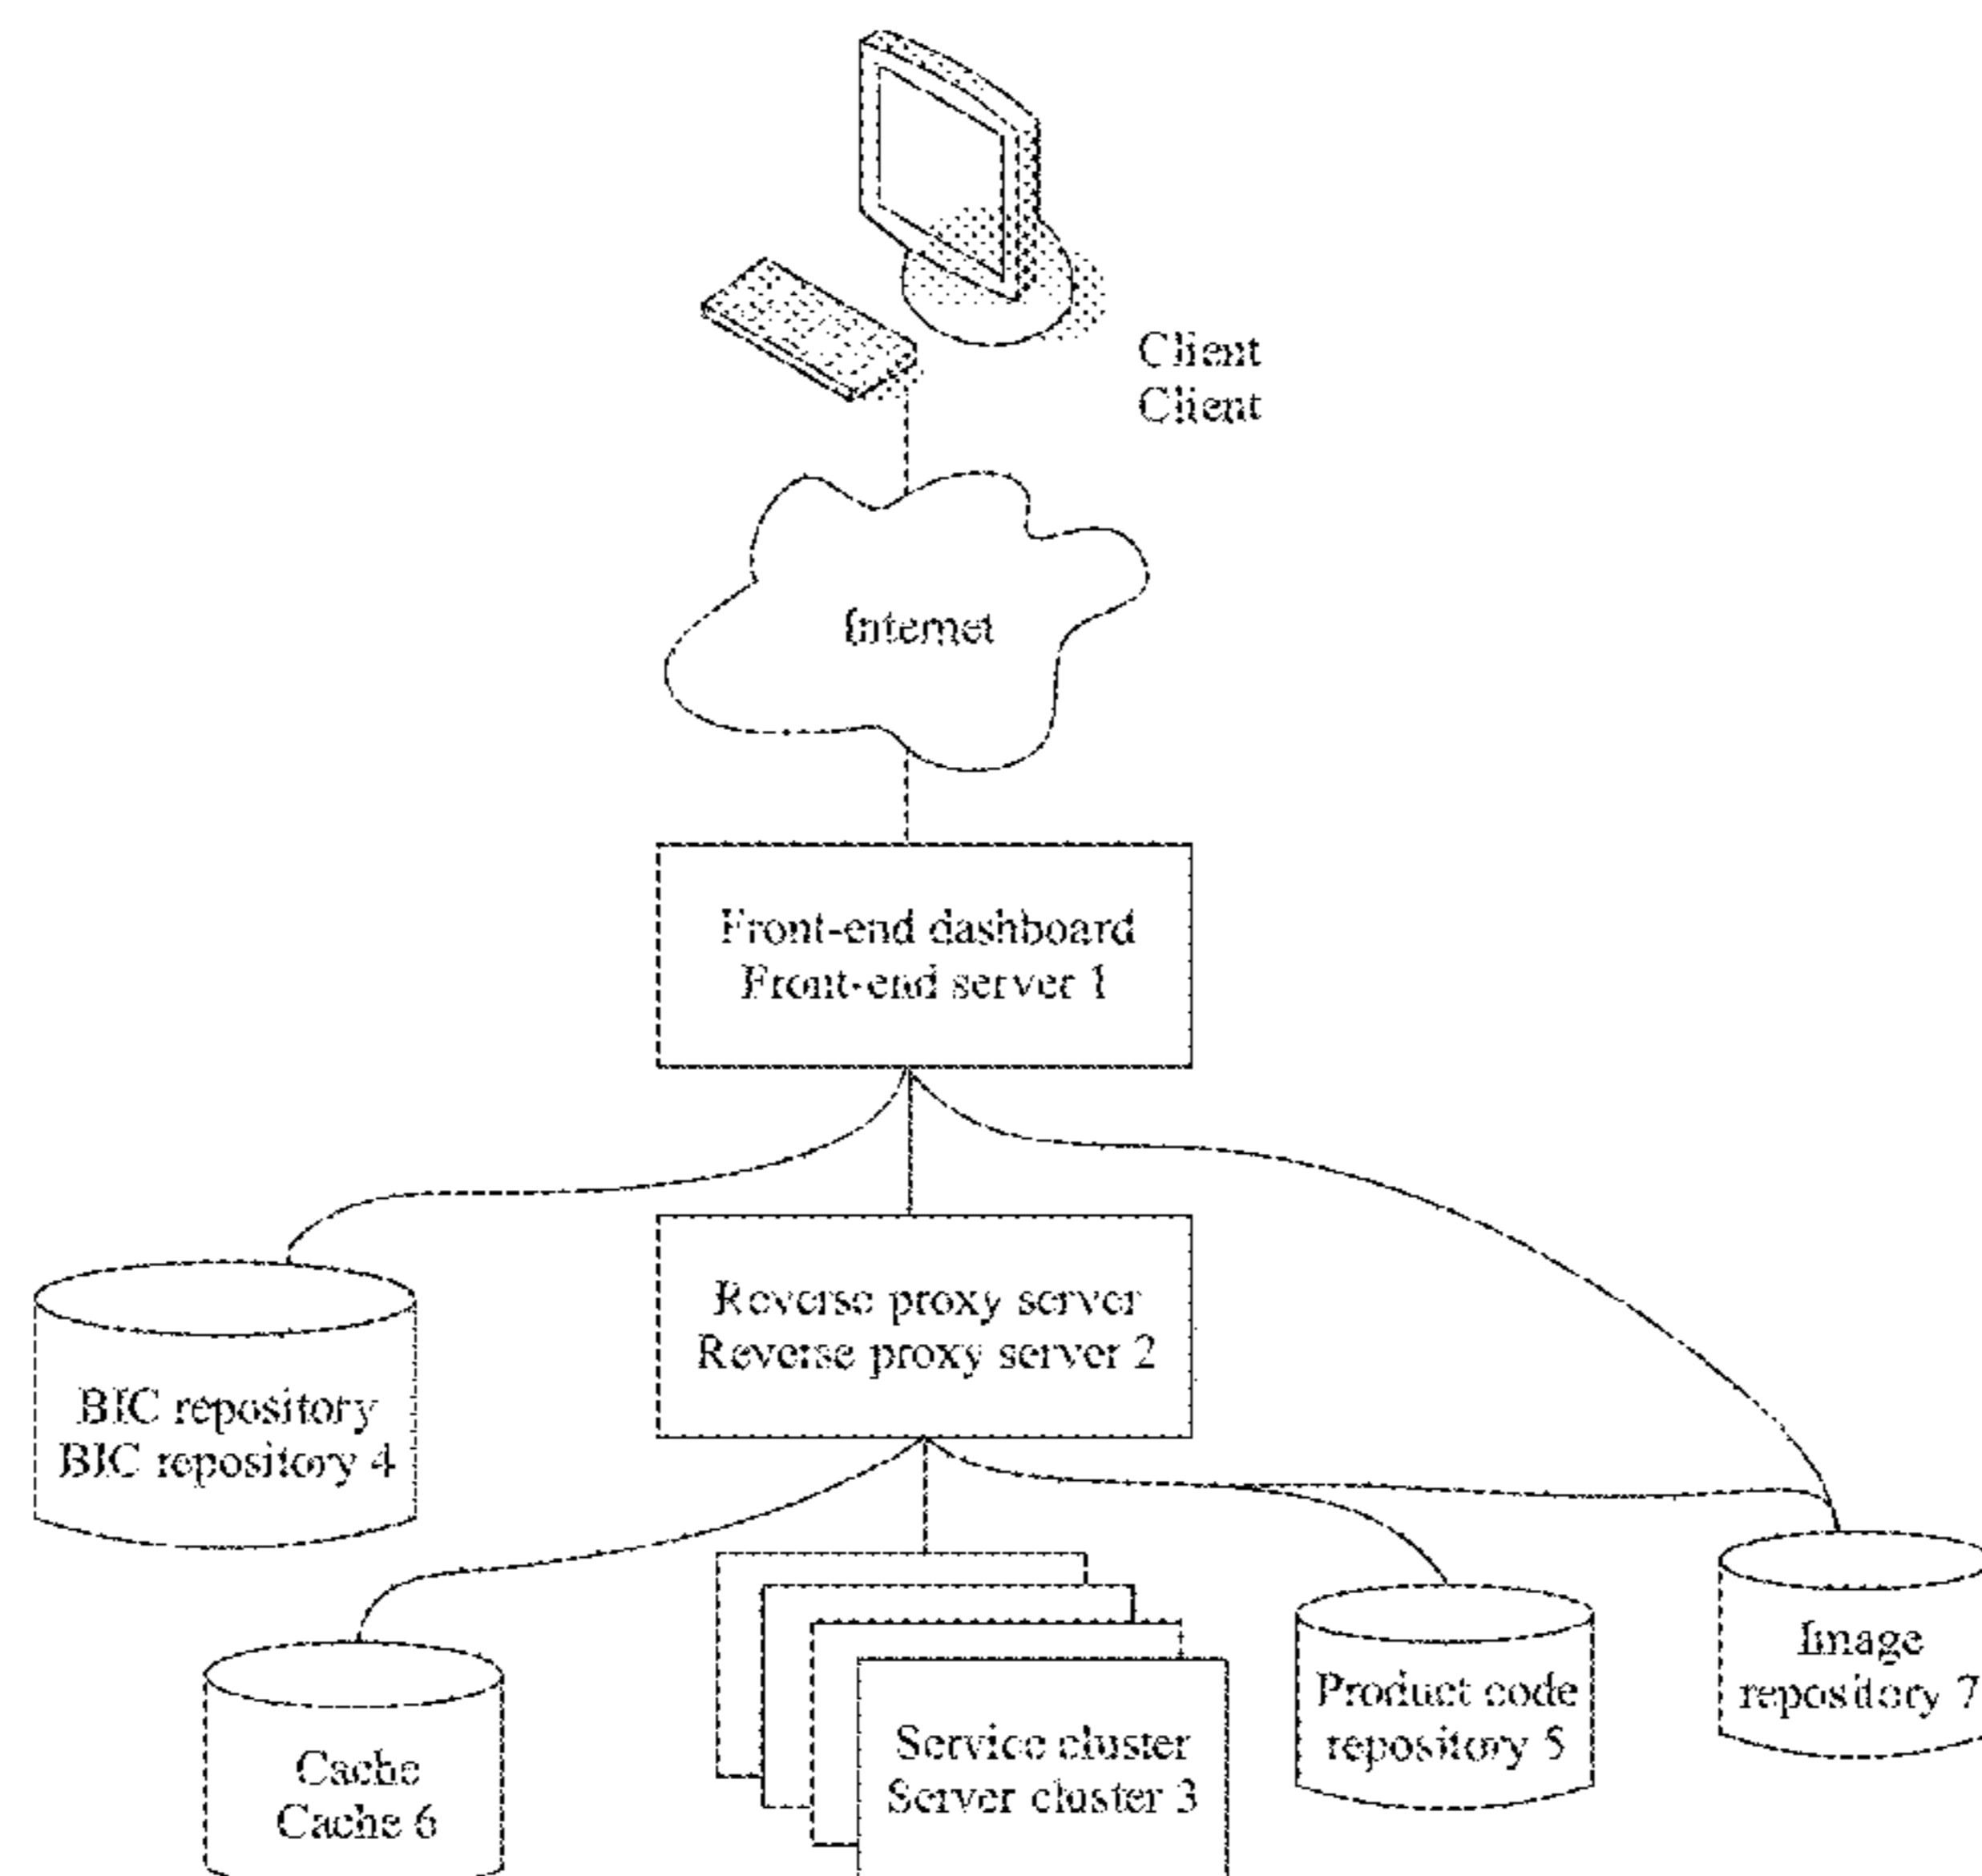 Client
Client
Internet
Front-end dashboard
Front-end server 1
Reverse proxy server
Reverse proxy server 2
BIC repository
BIC repository 4
Image
repository 7
Product code
repository 5
Service cluster
Server cluster 3
Cache
Cache 6